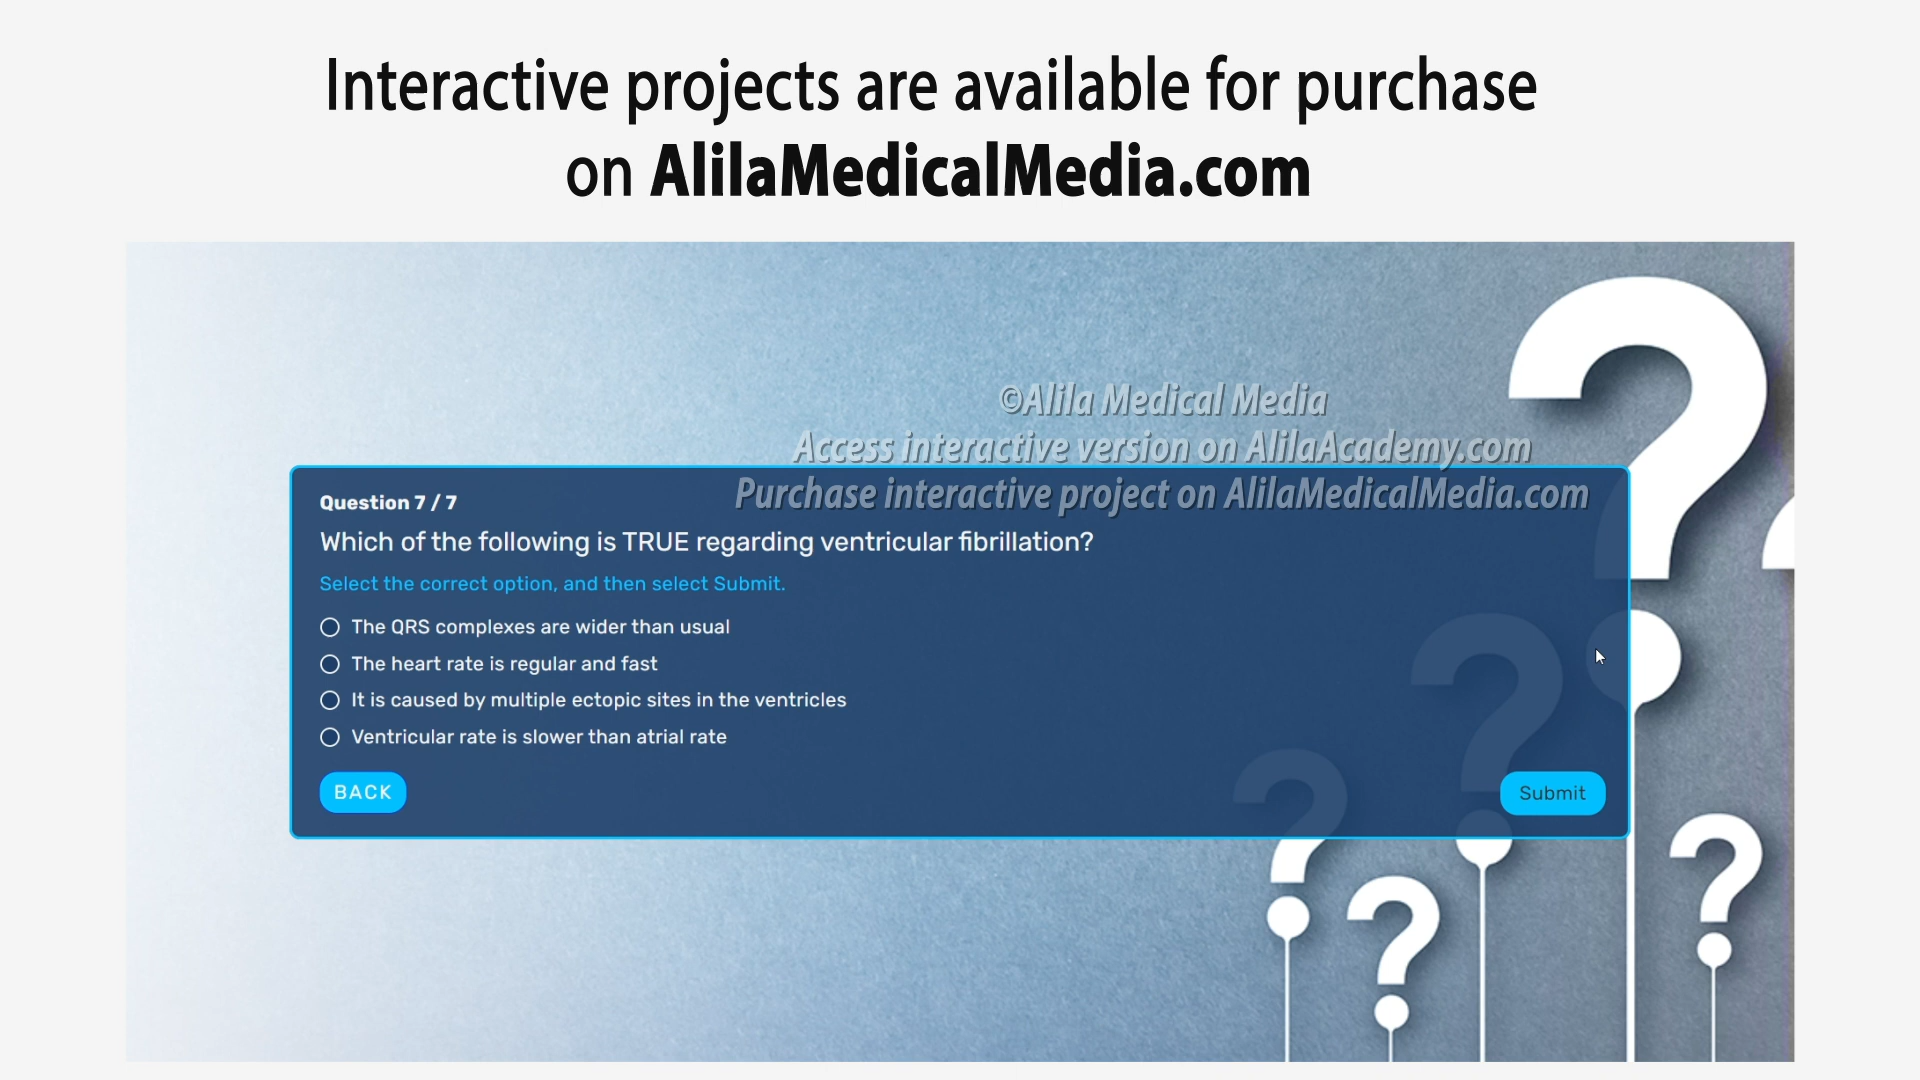 Interactive projects are available for purchase
on AlilaMedicalMedia.com
©Alila Medical Media
Access interactive version on AlilaAcademy.com
Purchase interactive project on AlilaMedicalMedia.com
Question 7 / 7
Which of the following is TRUE regarding ventricular fibrillation?
Select the correct option, and then select Submit.
The QRS complexes are wider than usual
The heart rate is regular and fast
It is caused by multiple ectopic sites in the ventricles
Ventricular rate is slower than atrial rate
BACK
Submit